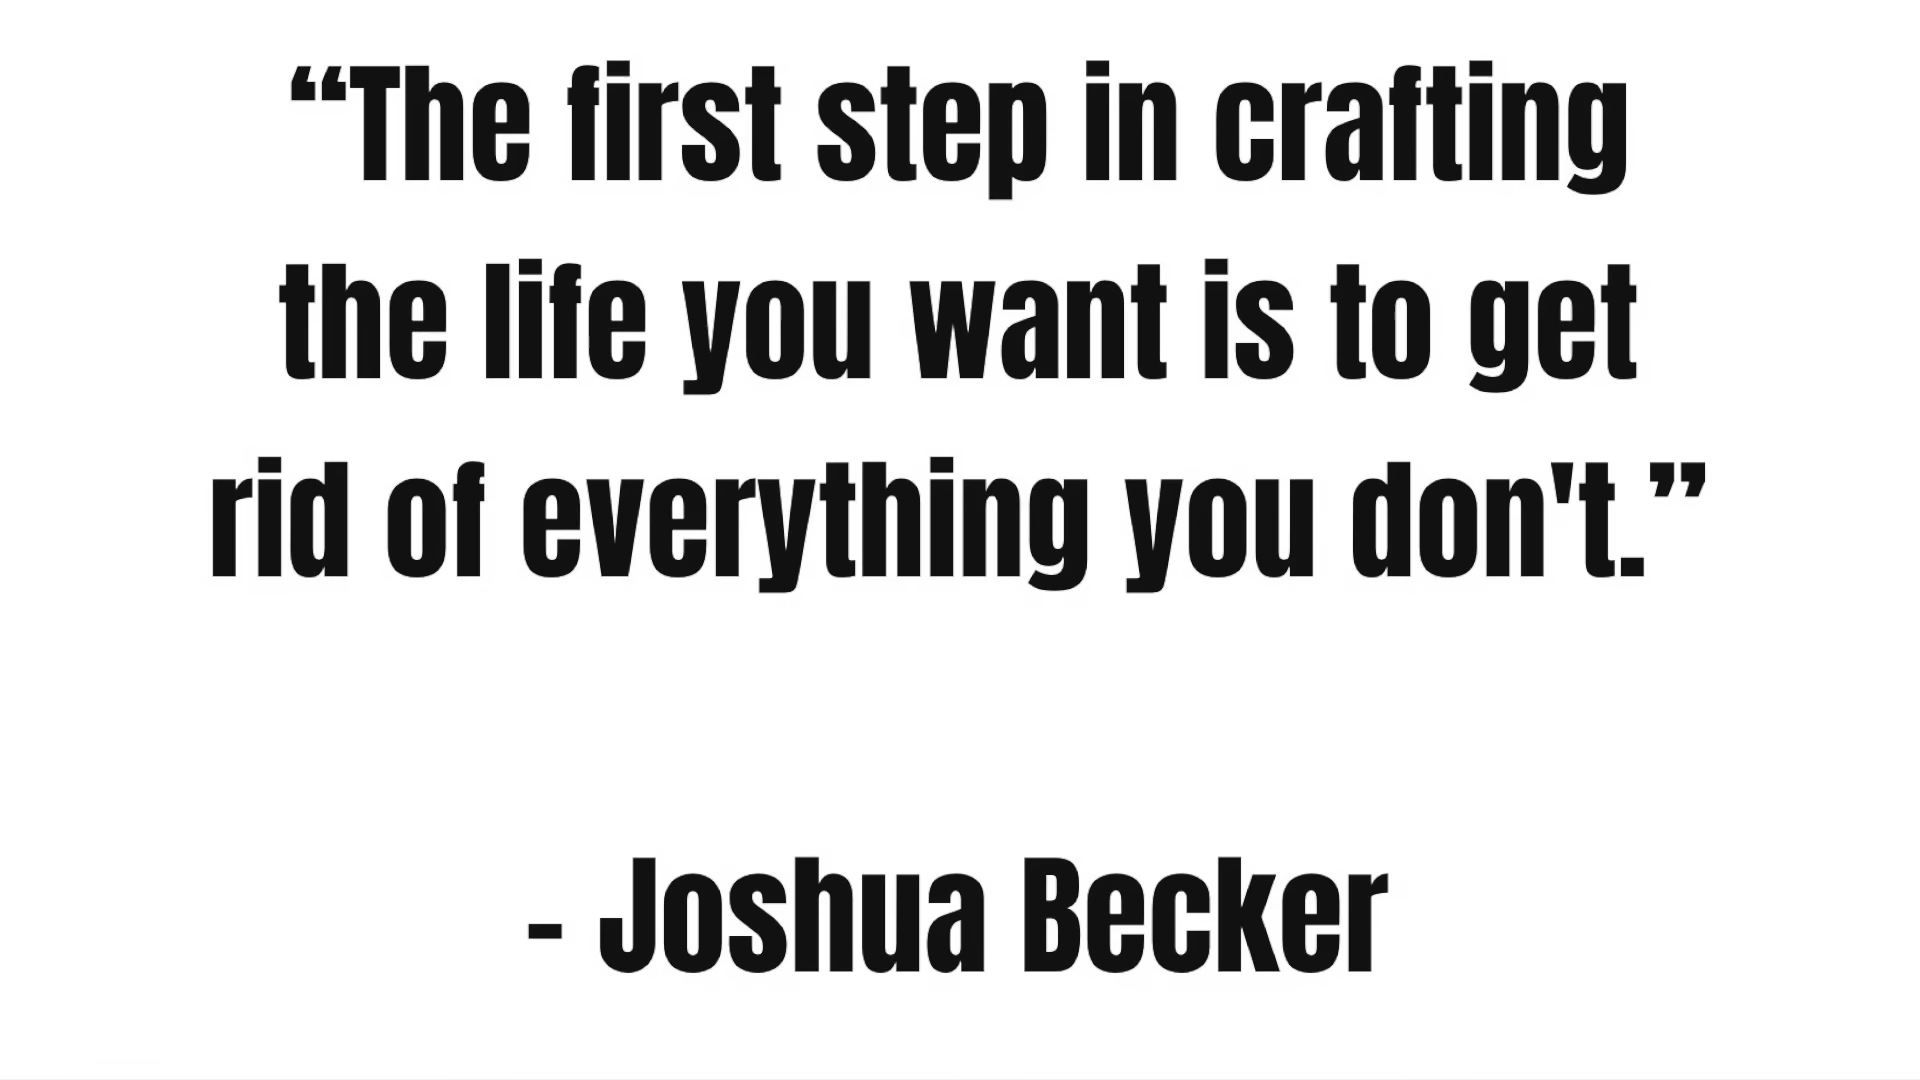 “The first step in crafting
the life you want is to get
rid of everything you don't.”
- Joshua Becker